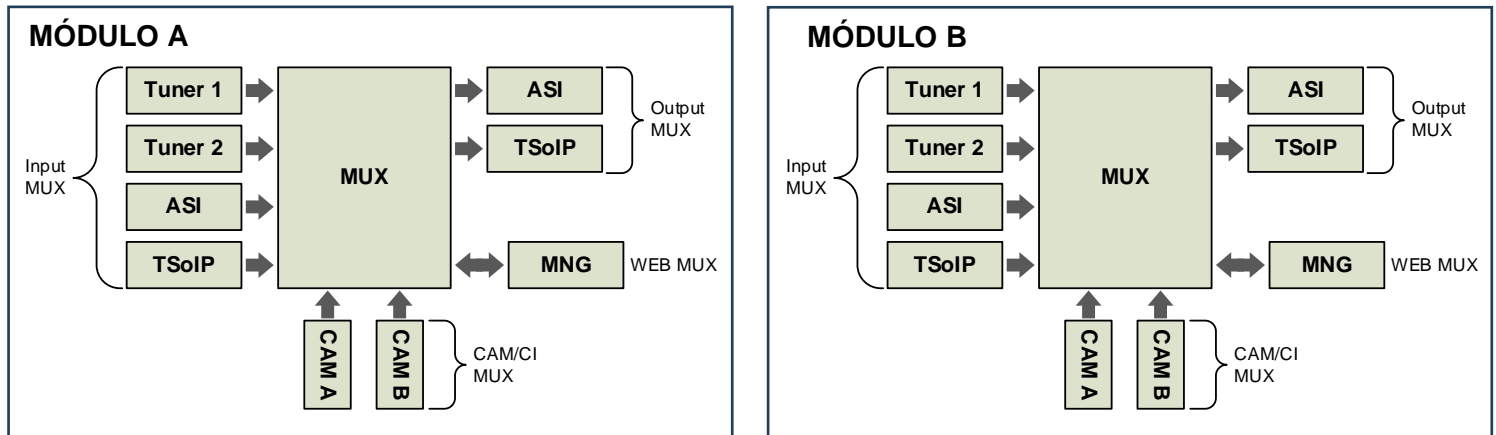 MÓDULO A
Tuner 1
Tuner 2
ASI
TSoIP
Input
MUX
MUX
ASI
TSoIP
Output
MUX
MNG
WEB MUX
CAM A
CAM B
CAM/CI
MUX
MÓDULO B
Tuner 1
Tuner 2
ASI
TSoIP
Input
MUX
MUX
ASI
TSoIP
Output
MUX
MNG
WEB MUX
CAM A
CAM B
CAM/CI
MUX